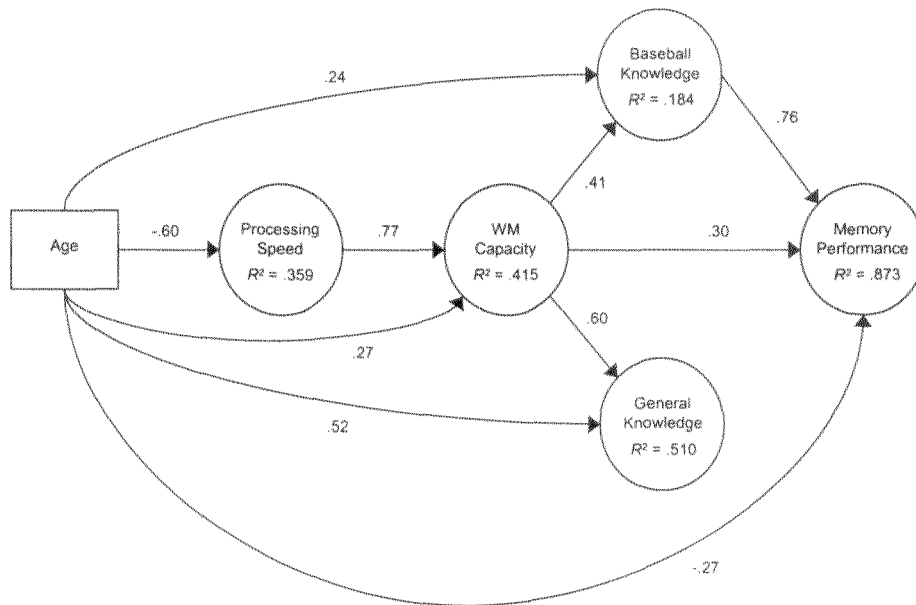 Baseball
Knowledge
R² = .184
.24
.76
.41
Age
-.60
Processing
Speed
R² = .359
.77
WM
Capacity
R² = .415
.30
Memory
Performance
R² = .873
.60
.27
.52
General
Knowledge
R² = .510
-.27